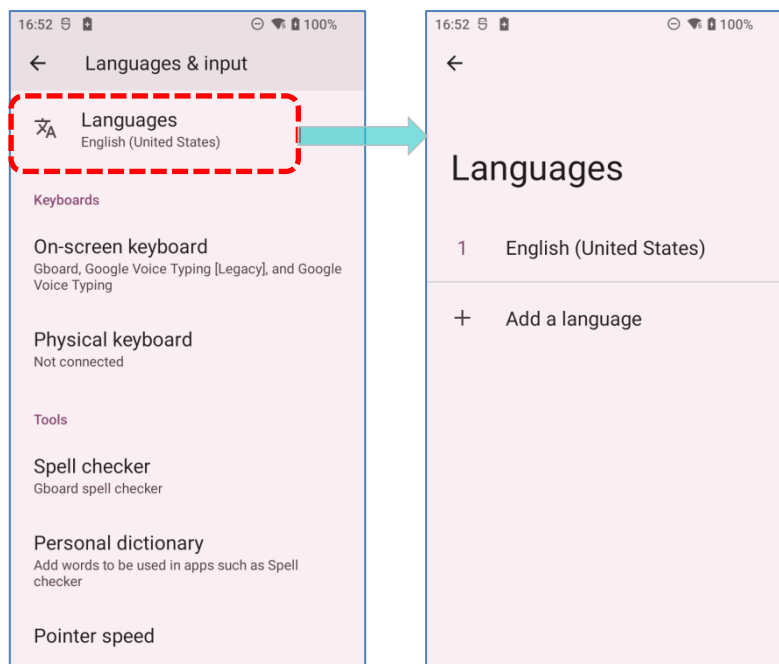 16:52 100%
Languages & input
Languages
English (United States)
Keyboards
On-screen keyboard
Gboard, Google Voice Typing [Legacy], and Google
Voice Typing
Physical keyboard
Not connected
Tools
Spell checker
Gboard spell checker
Personal dictionary
Add words to be used in apps such as Spell
checker
Pointer speed
16:52 100%
Languages
1 English (United States)
+ Add a language